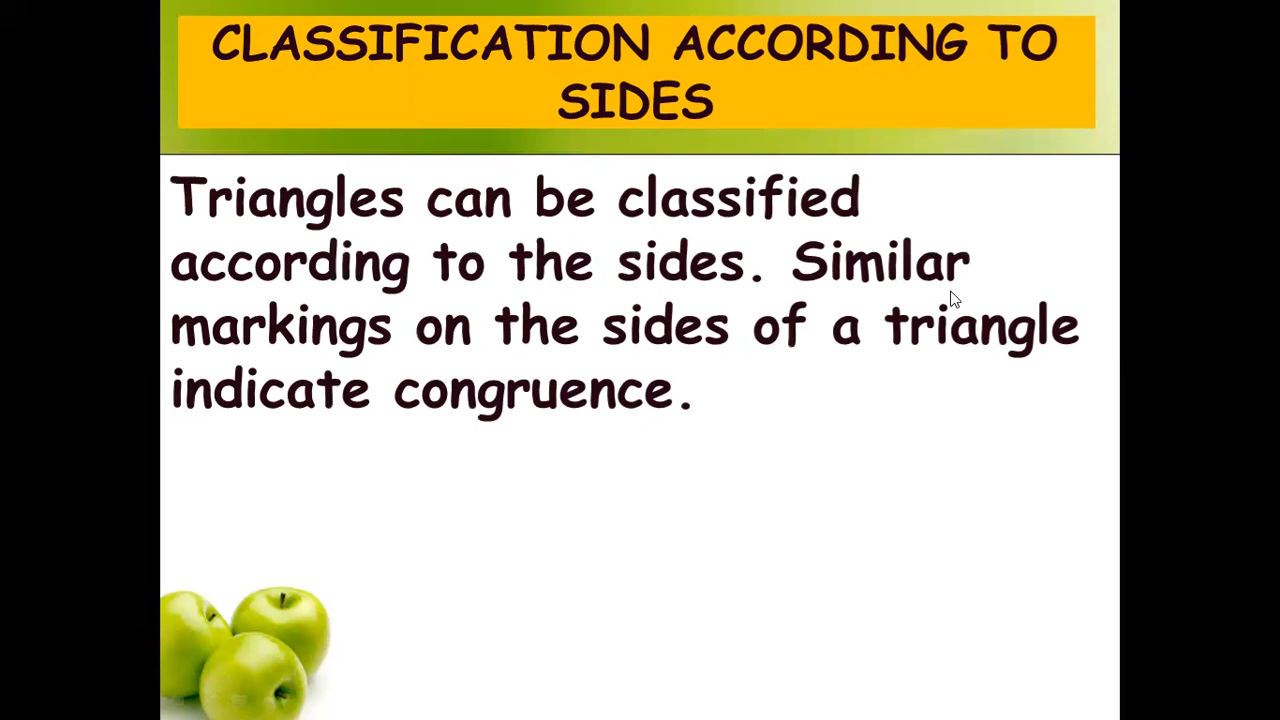 CLASSIFICATION ACCORDING TO
SIDES
Triangles can be classified
according to the sides. Similar
markings on the sides of a triangle
indicate congruence.